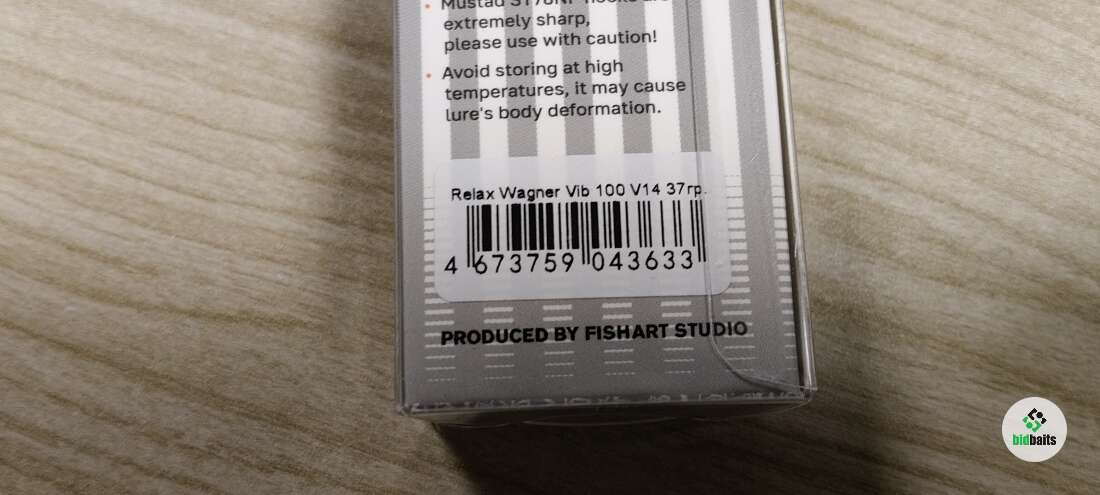 extremely sharp,
please use with caution!
Avoid storing at high
temperatures, it may cause
lure's body deformation.
Relax Wagner Vib 100 V14 37гр.
4 673759 043633
PRODUCED BY FISHART STUDIO
bidbaits